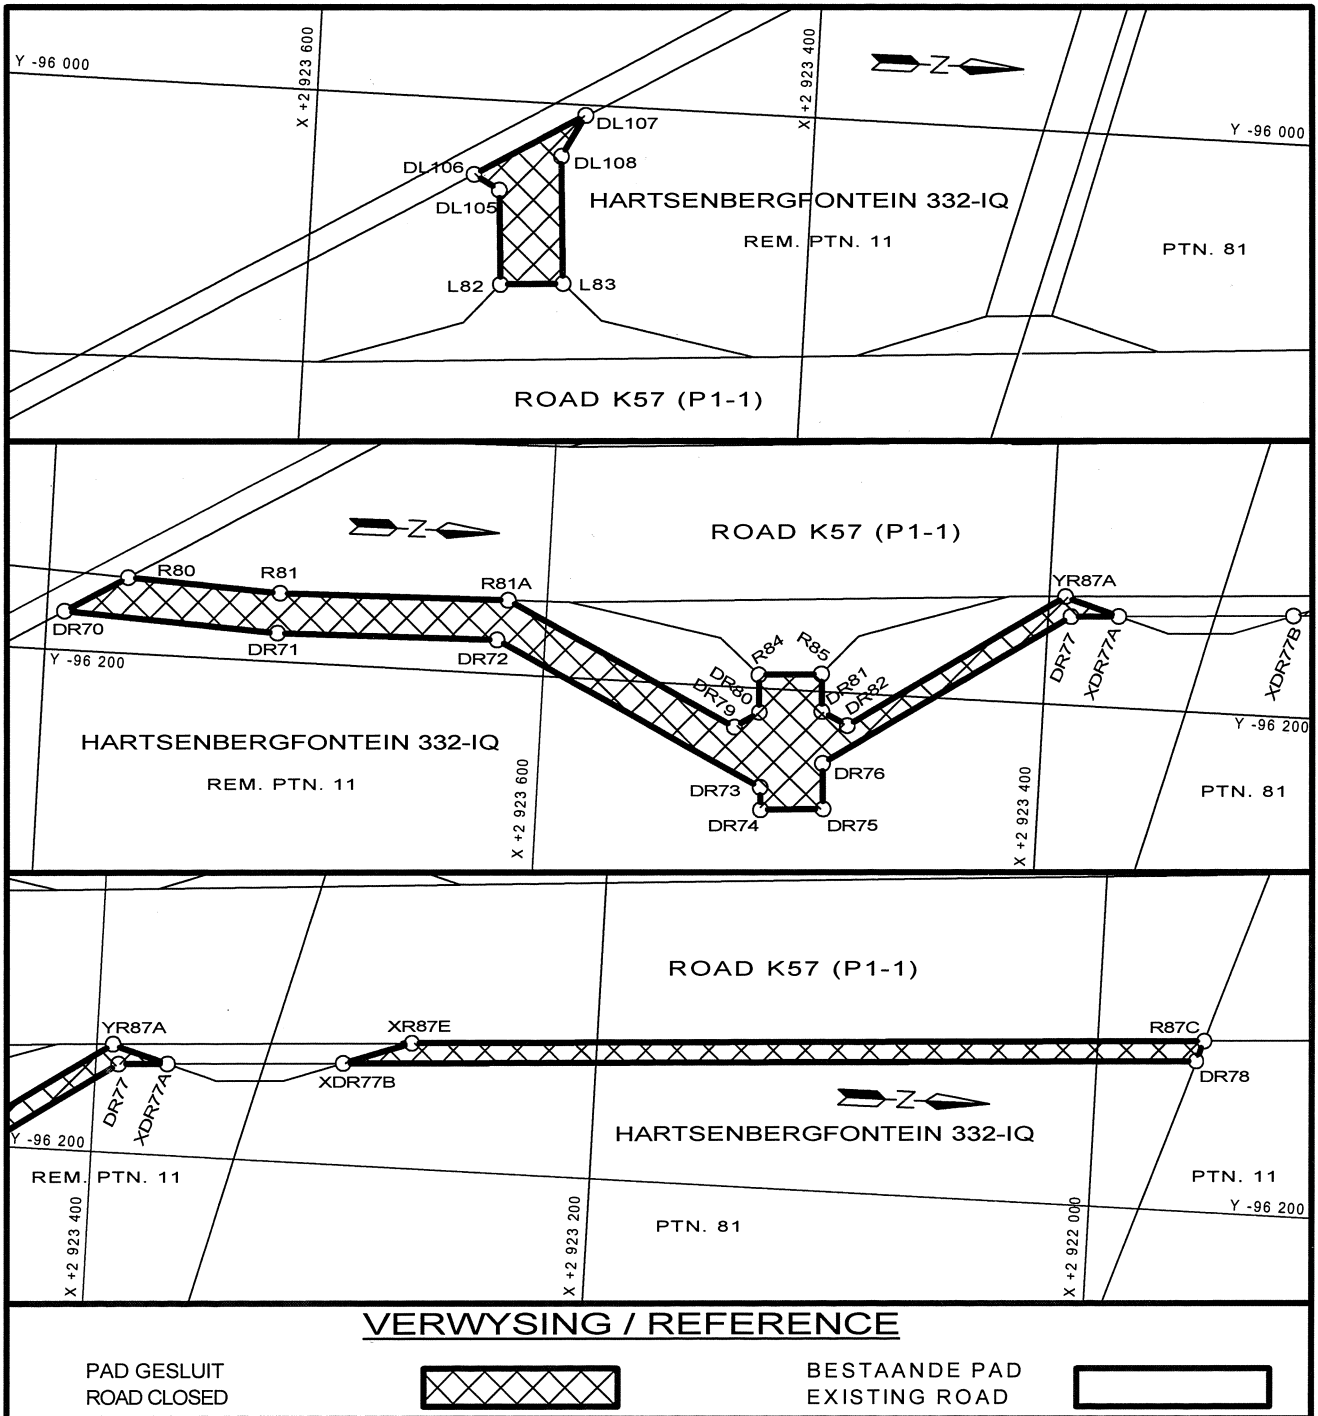 Y -96 000
X +2 923 600
X +2 923 400
Z
Y -96 000
DL107
DL106
DL108
DL105
HARTSENBERGFONTEIN 332-IQ
REM. PTN. 11
PTN. 81
L82
L83
ROAD K57 (P1-1)
Z
ROAD K57 (P1-1)
R80
R81
R81A
YR87A
DR70
DR71
DR72
Y -96 200
R84
R85
DR80
DR79
DR81
DR82
DR77
XDR77A
XDR77B
Y -96 200
HARTSENBERGFONTEIN 332-IQ
REM. PTN. 11
X +2 923 600
DR73
DR76
DR74
DR75
X +2 923 400
PTN. 81
ROAD K57 (P1-1)
YR87A
XR87E
R87C
DR77
XDR77A
XDR77B
DR78
Z
Y -96 200
HARTSENBERGFONTEIN 332-IQ
REM. PTN. 11
PTN. 11
X +2 923 400
X +2 923 200
PTN. 81
X +2 922 000
Y -96 200
VERWYSING / REFERENCE
PAD GESLUIT
ROAD CLOSED
BESTAANDE PAD
EXISTING ROAD